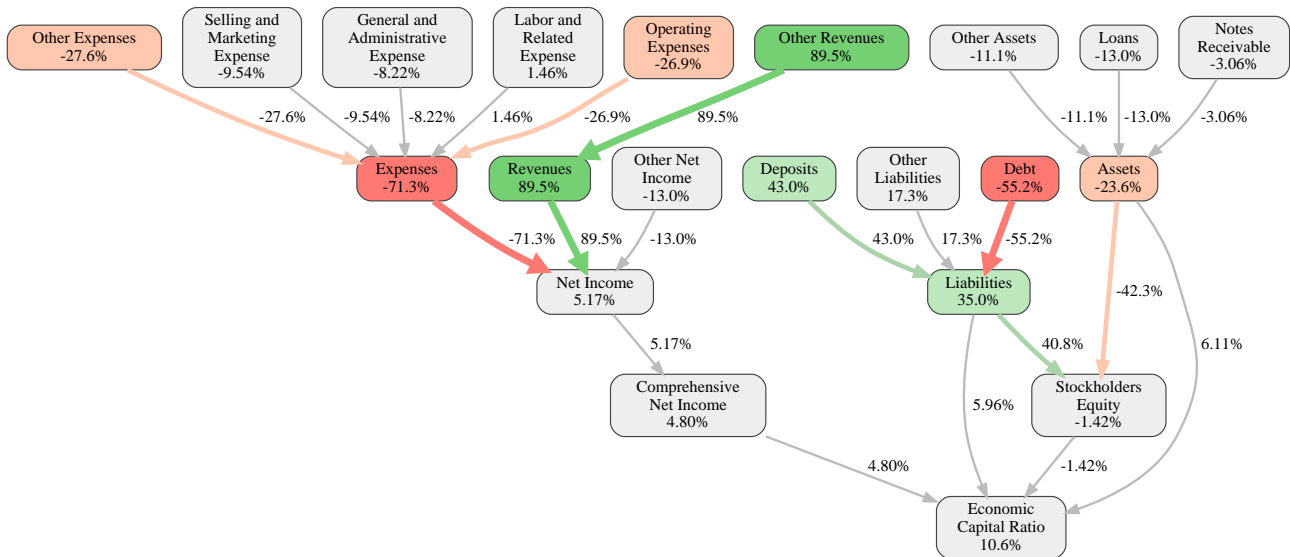 Other Expenses
-27.6%
Selling and
Marketing
Expense
-9.54%
General and
Administrative
Expense
-8.22%
Labor and
Related
Expense
1.46%
Operating
Expenses
-26.9%
Other Revenues
89.5%
Other Assets
-11.1%
Loans
-13.0%
Notes
Receivable
-3.06%
-27.6%
-9.54%
-8.22%
1.46%
-26.9%
89.5%
-11.1%
-13.0%
-3.06%
Expenses
-71.3%
Revenues
89.5%
Other Net
Income
-13.0%
Deposits
43.0%
Other
Liabilities
17.3%
Debt
-55.2%
Assets
-23.6%
-71.3%
89.5%
-13.0%
43.0%
17.3%
-55.2%
Net Income
5.17%
Liabilities
35.0%
-42.3%
5.17%
40.8%
6.11%
Comprehensive
Net Income
4.80%
5.96%
Stockholders
Equity
-1.42%
4.80%
-1.42%
Economic
Capital Ratio
10.6%